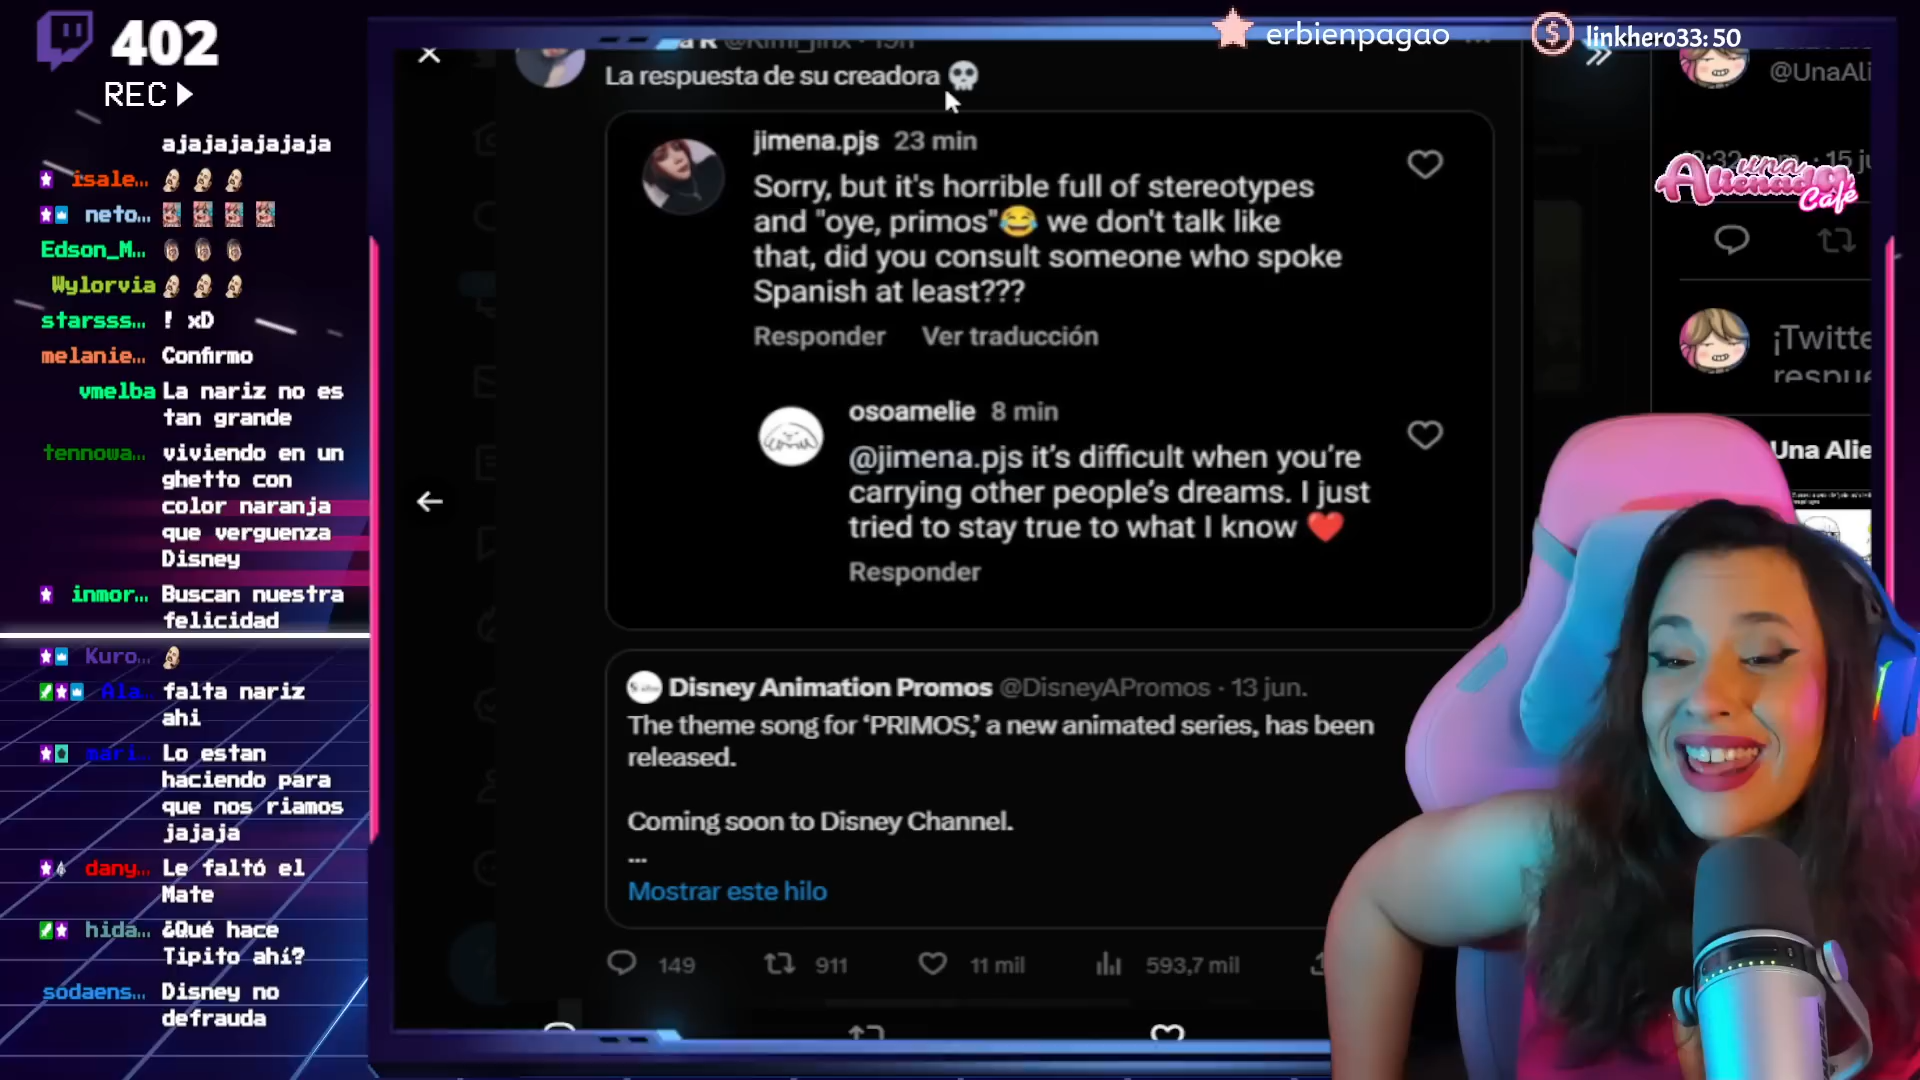 402
REC
ajajajajajaja
isale...
neto...
Edson_M...
Wylorvia
starsss... ! xD
melanie... Confirmo
vmelba La nariz no es
tan grande
tennowa... viviendo en un
ghetto con
color naranja
que verguenza
Disney
inmor... Buscan nuestra
felicidad
Kuro...
Ala... falta nariz
ahi
mari... Lo estan
haciendo para
que nos riamos
jajaja
dany... Le faltó el
Mate
hida... ¿Qué hace
Tipito ahí?
sodaens... Disney no
defrauda
erbienpagao
linkhero33: 50
La respuesta de su creadora 💀
jimena.pjs 23 min
Sorry, but it's horrible full of stereotypes
and "oye, primos"😂 we don't talk like
that, did you consult someone who spoke
Spanish at least???
Responder Ver traducción
osoamelie 8 min
@jimena.pjs it's difficult when you're
carrying other people's dreams. I just
tried to stay true to what I know ❤️
Responder
Disney Animation Promos @DisneyAPromos · 13 jun.
The theme song for ‘PRIMOS,’ a new animated series, has been
released.
Coming soon to Disney Channel.
...
Mostrar este hilo
149 911 11 mil 593,7 mil
@UnaAli
una
Alienada
Café
¡Twitte
respue
Una Alie